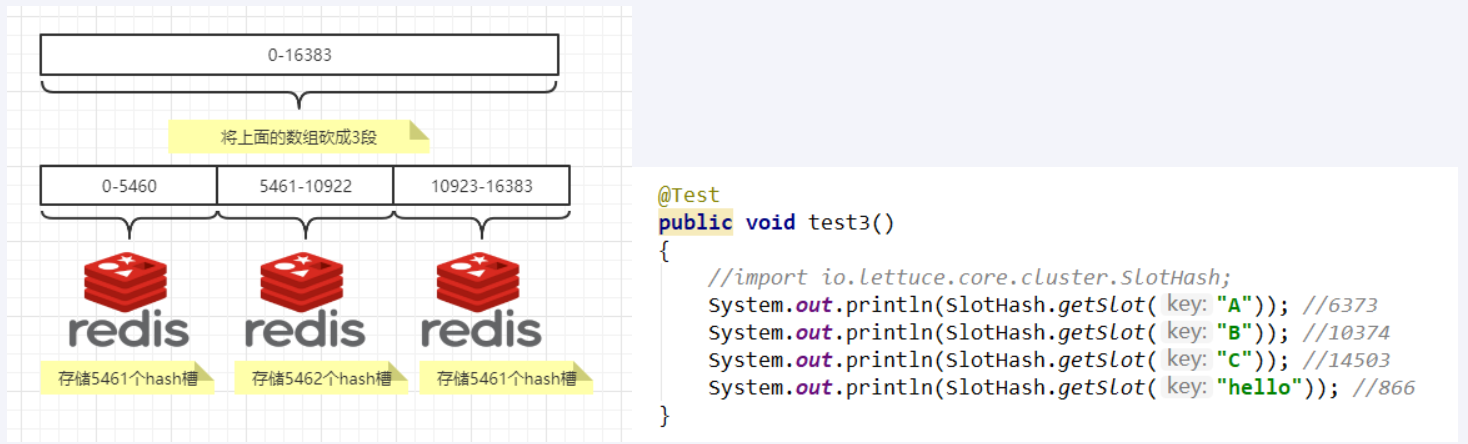 0-16383
将上面的数组砍成3段
0-5460 5461-10922 10923-16383
redis redis redis
存储5461个hash槽 存储5462个hash槽 存储5461个hash槽
@Test
public void test3()
{
//import io.lettuce.core.cluster.SlotHash;
System.out.println(SlotHash.getSlot( key: "A")); //6373
System.out.println(SlotHash.getSlot( key: "B")); //10374
System.out.println(SlotHash.getSlot( key: "C")); //14503
System.out.println(SlotHash.getSlot( key: "hello")); //866
}